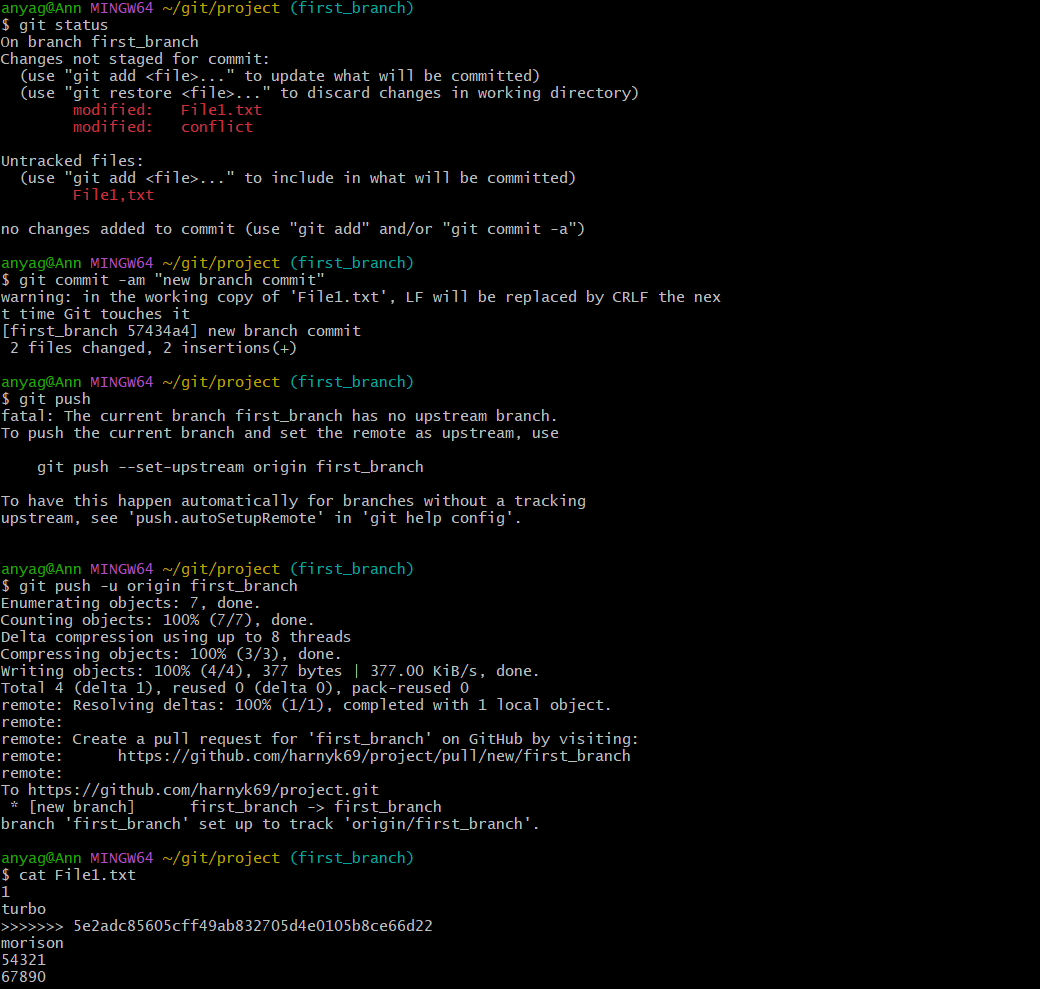 anyag@Ann MINGW64 ~/git/project (first_branch)
$ git status
On branch first_branch
Changes not staged for commit:
  (use "git add <file>..." to update what will be committed)
  (use "git restore <file>..." to discard changes in working directory)
        modified:   File1.txt
        modified:   conflict

Untracked files:
  (use "git add <file>..." to include in what will be committed)
        File1,txt

no changes added to commit (use "git add" and/or "git commit -a")

anyag@Ann MINGW64 ~/git/project (first_branch)
$ git commit -am "new branch commit"
warning: in the working copy of 'File1.txt', LF will be replaced by CRLF the nex
t time Git touches it
[first_branch 57434a4] new branch commit
 2 files changed, 2 insertions(+)

anyag@Ann MINGW64 ~/git/project (first_branch)
$ git push
fatal: The current branch first_branch has no upstream branch.
To push the current branch and set the remote as upstream, use

    git push --set-upstream origin first_branch

To have this happen automatically for branches without a tracking
upstream, see 'push.autoSetupRemote' in 'git help config'.


anyag@Ann MINGW64 ~/git/project (first_branch)
$ git push -u origin first_branch
Enumerating objects: 7, done.
Counting objects: 100% (7/7), done.
Delta compression using up to 8 threads
Compressing objects: 100% (3/3), done.
Writing objects: 100% (4/4), 377 bytes | 377.00 KiB/s, done.
Total 4 (delta 1), reused 0 (delta 0), pack-reused 0
remote: Resolving deltas: 100% (1/1), completed with 1 local object.
remote:
remote: Create a pull request for 'first_branch' on GitHub by visiting:
remote:      https://github.com/harnyk69/project/pull/new/first_branch
remote:
To https://github.com/harnyk69/project.git
 * [new branch]      first_branch -> first_branch
branch 'first_branch' set up to track 'origin/first_branch'.

anyag@Ann MINGW64 ~/git/project (first_branch)
$ cat File1.txt
1
turbo
>>>>>>> 5e2adc85605cff49ab832705d4e0105b8ce66d22
morison
54321
67890